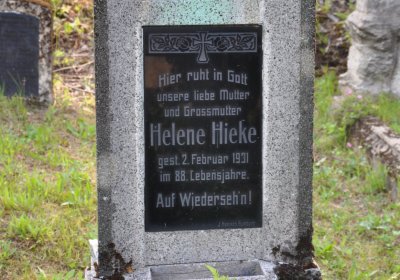 Hier ruht in Gott
unsere liebe Mutter
und Grossmutter
Helene Hieke
gest. 2. Februar 1931
im 88. Lebensjahre.
Auf Wiederseh'n!